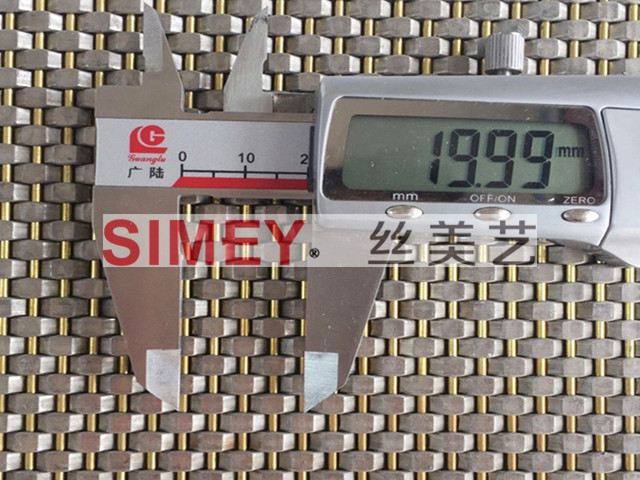 19.99 mm
mm OFF/ON ZERO
G
Guanglu
广陆
0 10 2
SIMEY® 丝美艺